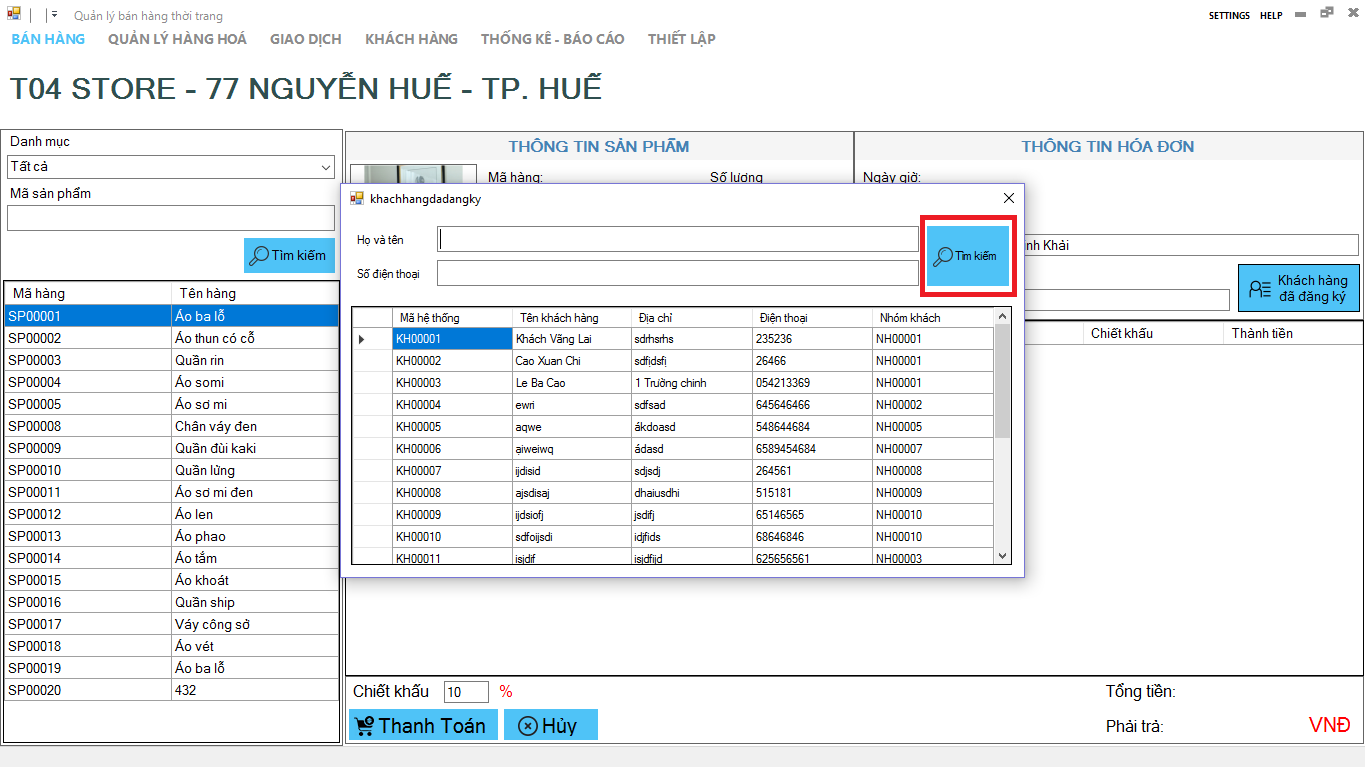 Quản lý bán hàng thời trang
SETTINGS HELP
BÁN HÀNG QUẢN LÝ HÀNG HOÁ GIAO DỊCH KHÁCH HÀNG THỐNG KÊ - BÁO CÁO THIẾT LẬP
T04 STORE - 77 NGUYỄN HUẾ - TP. HUẾ
Danh mục
Tất cả
Mã sản phẩm
Tìm kiếm
Mã hàng Tên hàng
SP00001 Áo ba lỗ
SP00002 Áo thun có cỗ
SP00003 Quần rin
SP00004 Áo somi
SP00005 Áo sơ mi
SP00008 Chân váy đen
SP00009 Quần đùi kaki
SP00010 Quần lửng
SP00011 Áo sơ mi đen
SP00012 Áo len
SP00013 Áo phao
SP00014 Áo tắm
SP00015 Áo khoát
SP00016 Quần ship
SP00017 Váy công sở
SP00018 Áo vét
SP00019 Áo ba lỗ
SP00020 432
THÔNG TIN SẢN PHẨM
Mã hàng: Số lượng
THÔNG TIN HÓA ĐƠN
Ngày giờ:
inh Khải
Khách hàng
đã đăng ký
Chiết khấu Thành tiền
khachhangdadangky
Họ và tên
Số điện thoại
Tìm kiếm
Mã hệ thống Tên khách hàng Địa chỉ Điện thoại Nhóm khách
KH00001 Khách Vãng Lai sdrhsrhs 235236 NH00001
KH00002 Cao Xuan Chi sdfịdsfị 26466 NH00001
KH00003 Le Ba Cao 1 Trường chinh 054213369 NH00001
KH00004 ewri sdfsad 645646466 NH00002
KH00005 aqwe ákdoasd 548644684 NH00005
KH00006 ạiweiwq ádasd 6589454684 NH00007
KH00007 ijdisid sdjsdj 264561 NH00008
KH00008 ajsdisaj dhaiusdhi 515181 NH00009
KH00009 ijdsiofj jsdifj 65146565 NH00010
KH00010 sdfoijsdi idjfids 68646846 NH00010
KH00011 isjdif isjdfijd 625656561 NH00003
Chiết khấu 10 %
Thanh Toán Hủy
Tổng tiền:
Phải trả: VNĐ